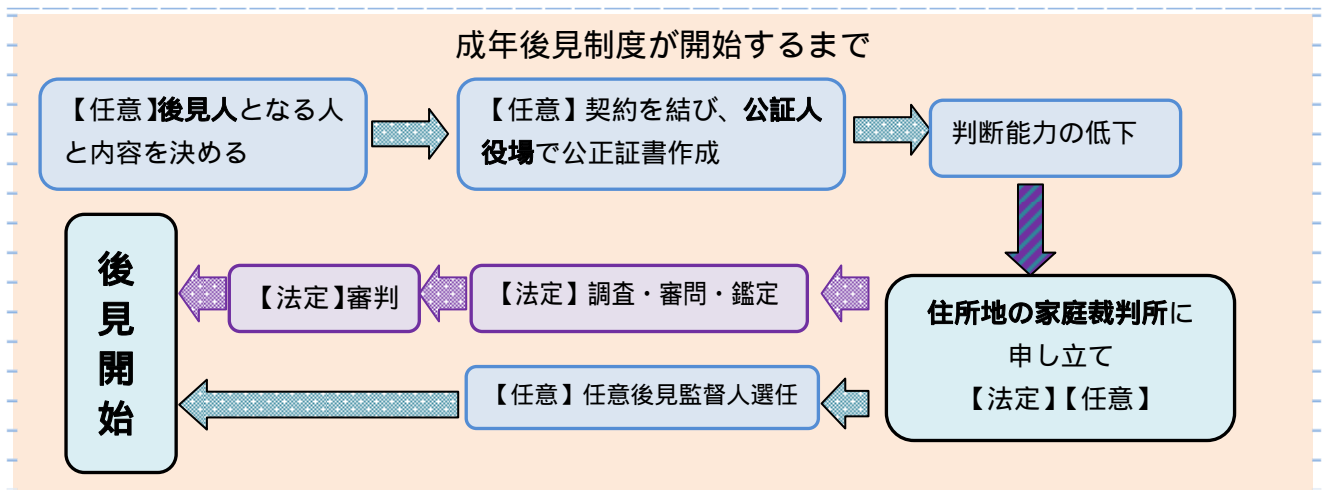 成年後見制度が開始するまで
【任意】後見人となる人
と内容を決める
【任意】契約を結び、公証人
役場で公正証書作成
判断能力の低下
住所地の家庭裁判所に
申し立て
【法定】【任意】
【法定】調査・審問・鑑定
【法定】審判
【任意】任意後見監督人選任
後見開始